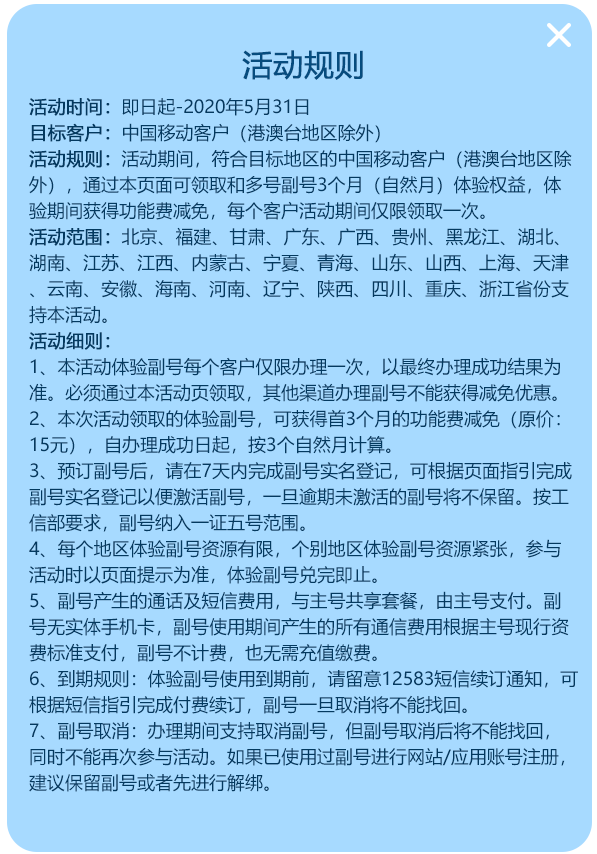 活动规则
活动时间：即日起-2020年5月31日
目标客户：中国移动客户（港澳台地区除外）
活动规则：活动期间，符合目标地区的中国移动客户（港澳台地区除
外），通过本页面可领取和多号副号3个月（自然月）体验权益，体
验期间获得功能费减免，每个客户活动期间仅限领取一次。
活动范围：北京、福建、甘肃、广东、广西、贵州、黑龙江、湖北、
湖南、江苏、江西、内蒙古、宁夏、青海、山东、山西、上海、天津
、云南、安徽、海南、河南、辽宁、陕西、四川、重庆、浙江省份支
持本活动。
活动细则：
1、本活动体验副号每个客户仅限办理一次，以最终办理成功结果为
准。必须通过本活动页领取，其他渠道办理副号不能获得减免优惠。
2、本次活动领取的体验副号，可获得首3个月的功能费减免（原价：
15元），自办理成功日起，按3个自然月计算。
3、预订副号后，请在7天内完成副号实名登记，可根据页面指引完成
副号实名登记以便激活副号，一旦逾期未激活的副号将不保留。按工
信部要求，副号纳入一证五号范围。
4、每个地区体验副号资源有限，个别地区体验副号资源紧张，参与
活动时以页面提示为准，体验副号兑完即止。
5、副号产生的通话及短信费用，与主号共享套餐，由主号支付。副
号无实体手机卡，副号使用期间产生的所有通信费用根据主号现行资
费标准支付，副号不计费，也无需充值缴费。
6、到期规则：体验副号使用到期前，请留意12583短信续订通知，可
根据短信指引完成付费续订，副号一旦取消将不能找回。
7、副号取消：办理期间支持取消副号，但副号取消后将不能找回，
同时不能再次参与活动。如果已使用过副号进行网站/应用账号注册，
建议保留副号或者先进行解绑。